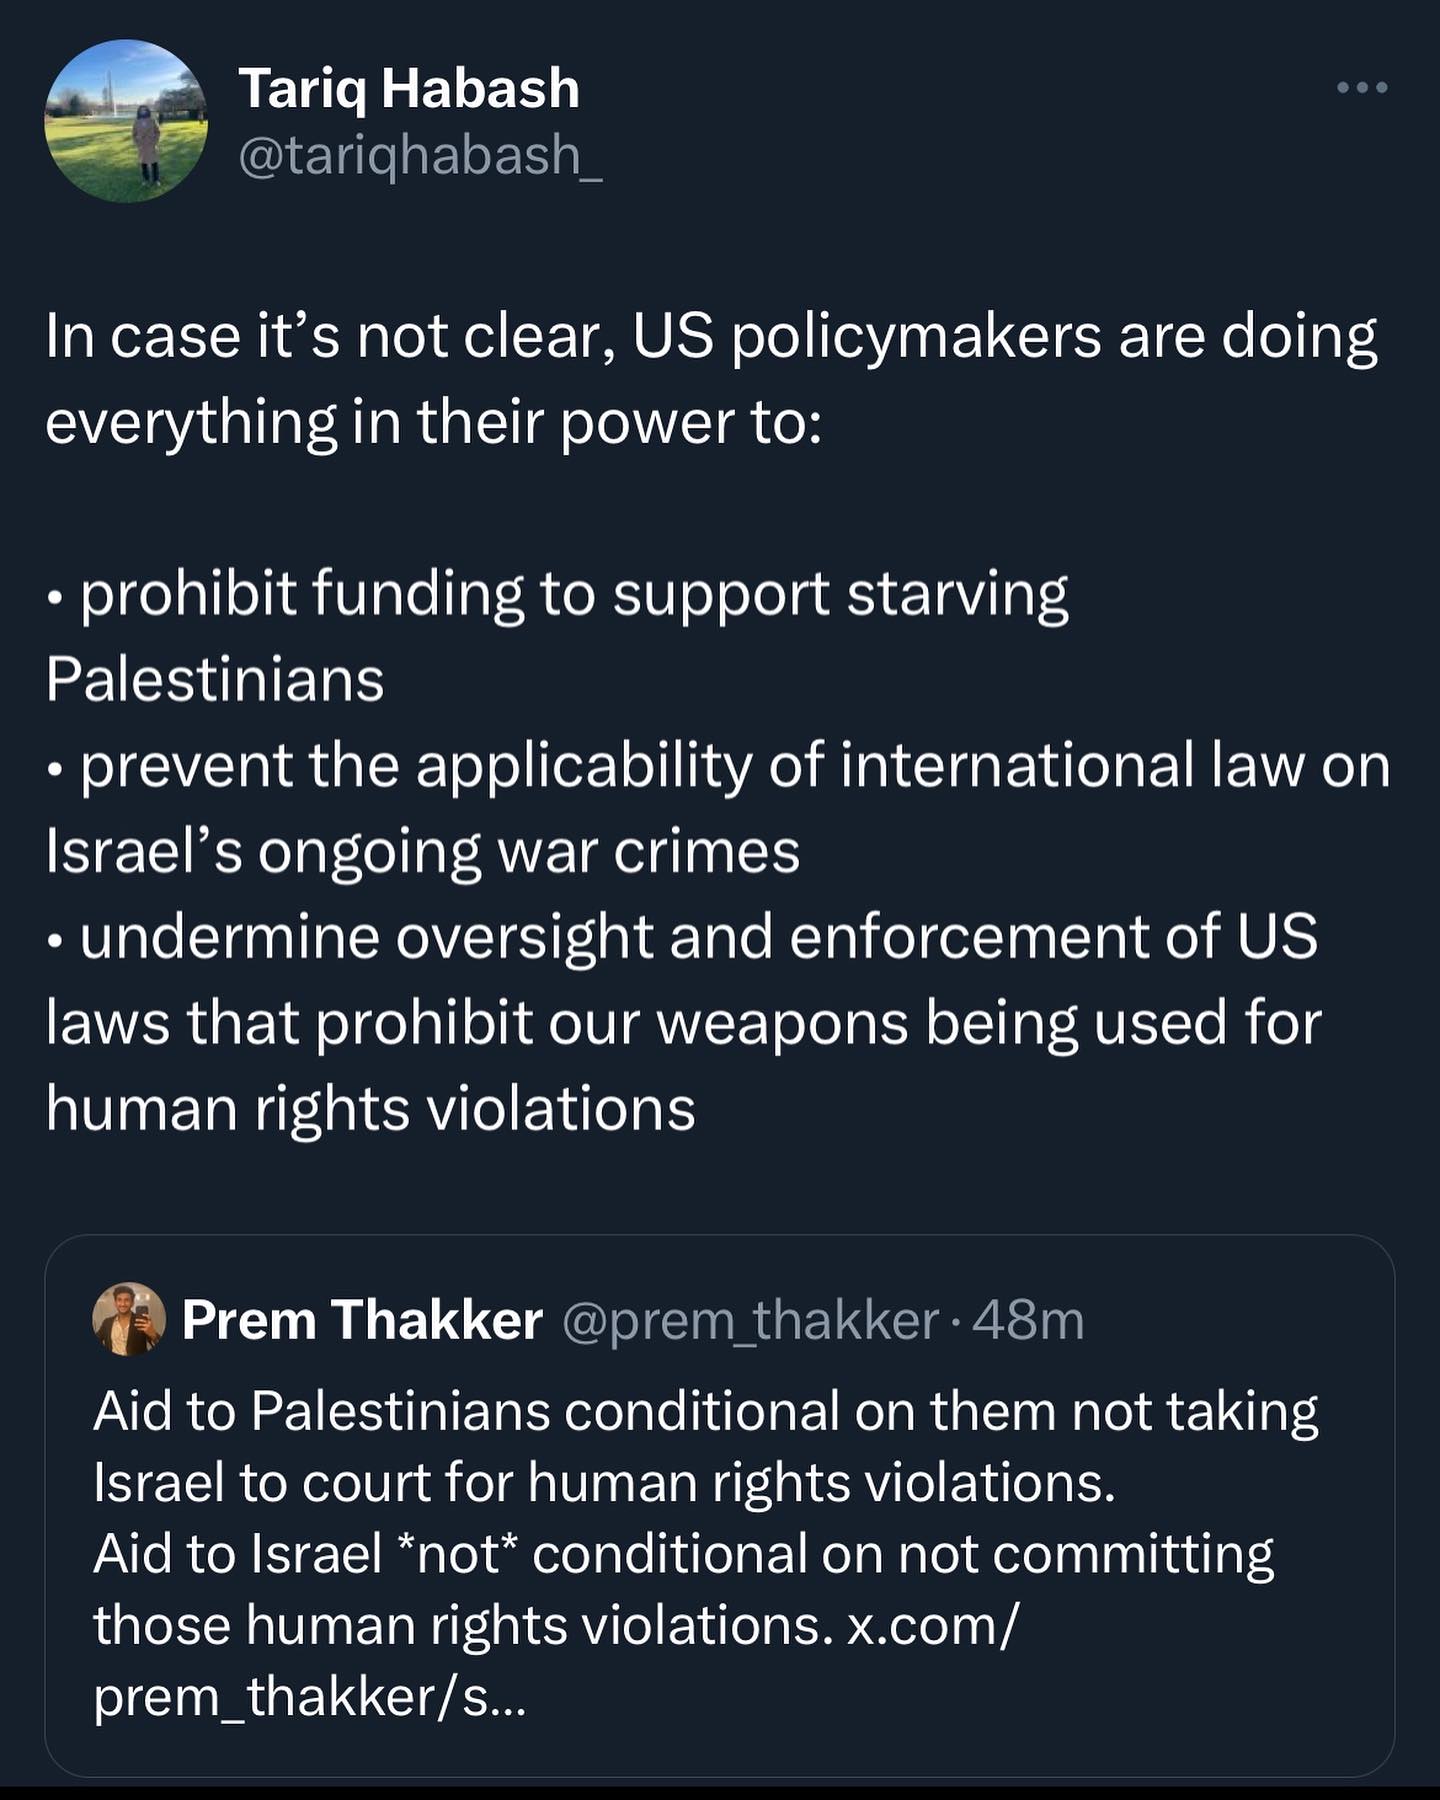 Tariq Habash
@tariqhabash_
In case it’s not clear, US policymakers are doing
everything in their power to:
• prohibit funding to support starving
Palestinians
• prevent the applicability of international law on
Israel’s ongoing war crimes
• undermine oversight and enforcement of US
laws that prohibit our weapons being used for
human rights violations
Prem Thakker @prem_thakker · 48m
Aid to Palestinians conditional on them not taking
Israel to court for human rights violations.
Aid to Israel *not* conditional on not committing
those human rights violations. x.com/
prem_thakker/s...